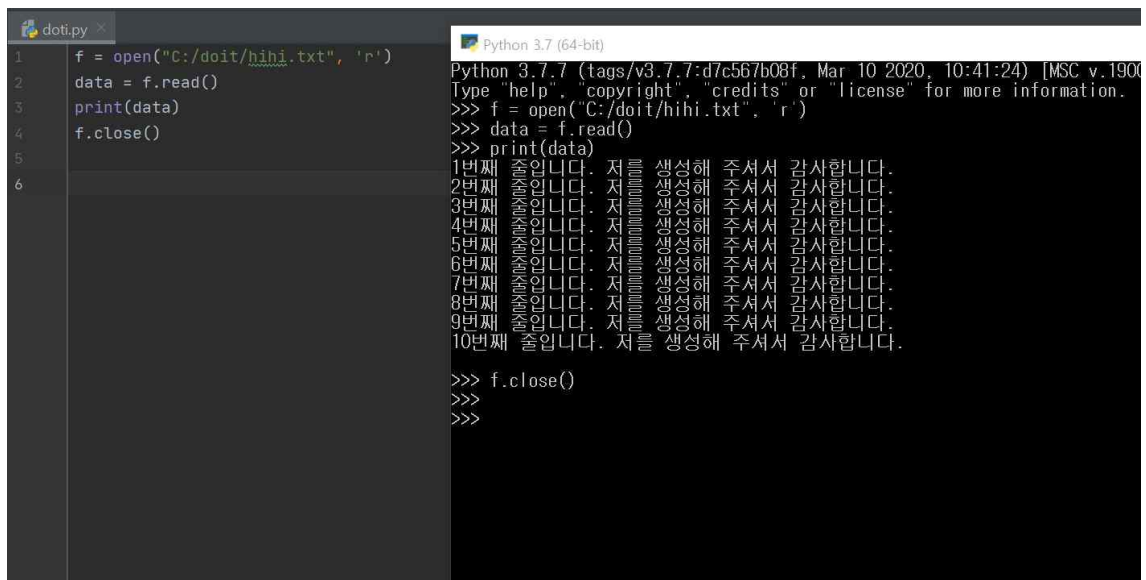 doti.py
1 f = open("C:/doit/hihi.txt", 'r')
2 data = f.read()
3 print(data)
4 f.close()
5
6
Python 3.7 (64-bit)
Python 3.7.7 (tags/v3.7.7:d7c567b08f, Mar 10 2020, 10:41:24) [MSC v.190
Type "help", "copyright", "credits" or "license" for more information.
>>> f = open("C:/doit/hihi.txt", 'r')
>>> data = f.read()
>>> print(data)
1번째 줄입니다. 저를 생성해 주셔서 감사합니다.
2번째 줄입니다. 저를 생성해 주셔서 감사합니다.
3번째 줄입니다. 저를 생성해 주셔서 감사합니다.
4번째 줄입니다. 저를 생성해 주셔서 감사합니다.
5번째 줄입니다. 저를 생성해 주셔서 감사합니다.
6번째 줄입니다. 저를 생성해 주셔서 감사합니다.
7번째 줄입니다. 저를 생성해 주셔서 감사합니다.
8번째 줄입니다. 저를 생성해 주셔서 감사합니다.
9번째 줄입니다. 저를 생성해 주셔서 감사합니다.
10번째 줄입니다. 저를 생성해 주셔서 감사합니다.
>>> f.close()
>>>
>>>